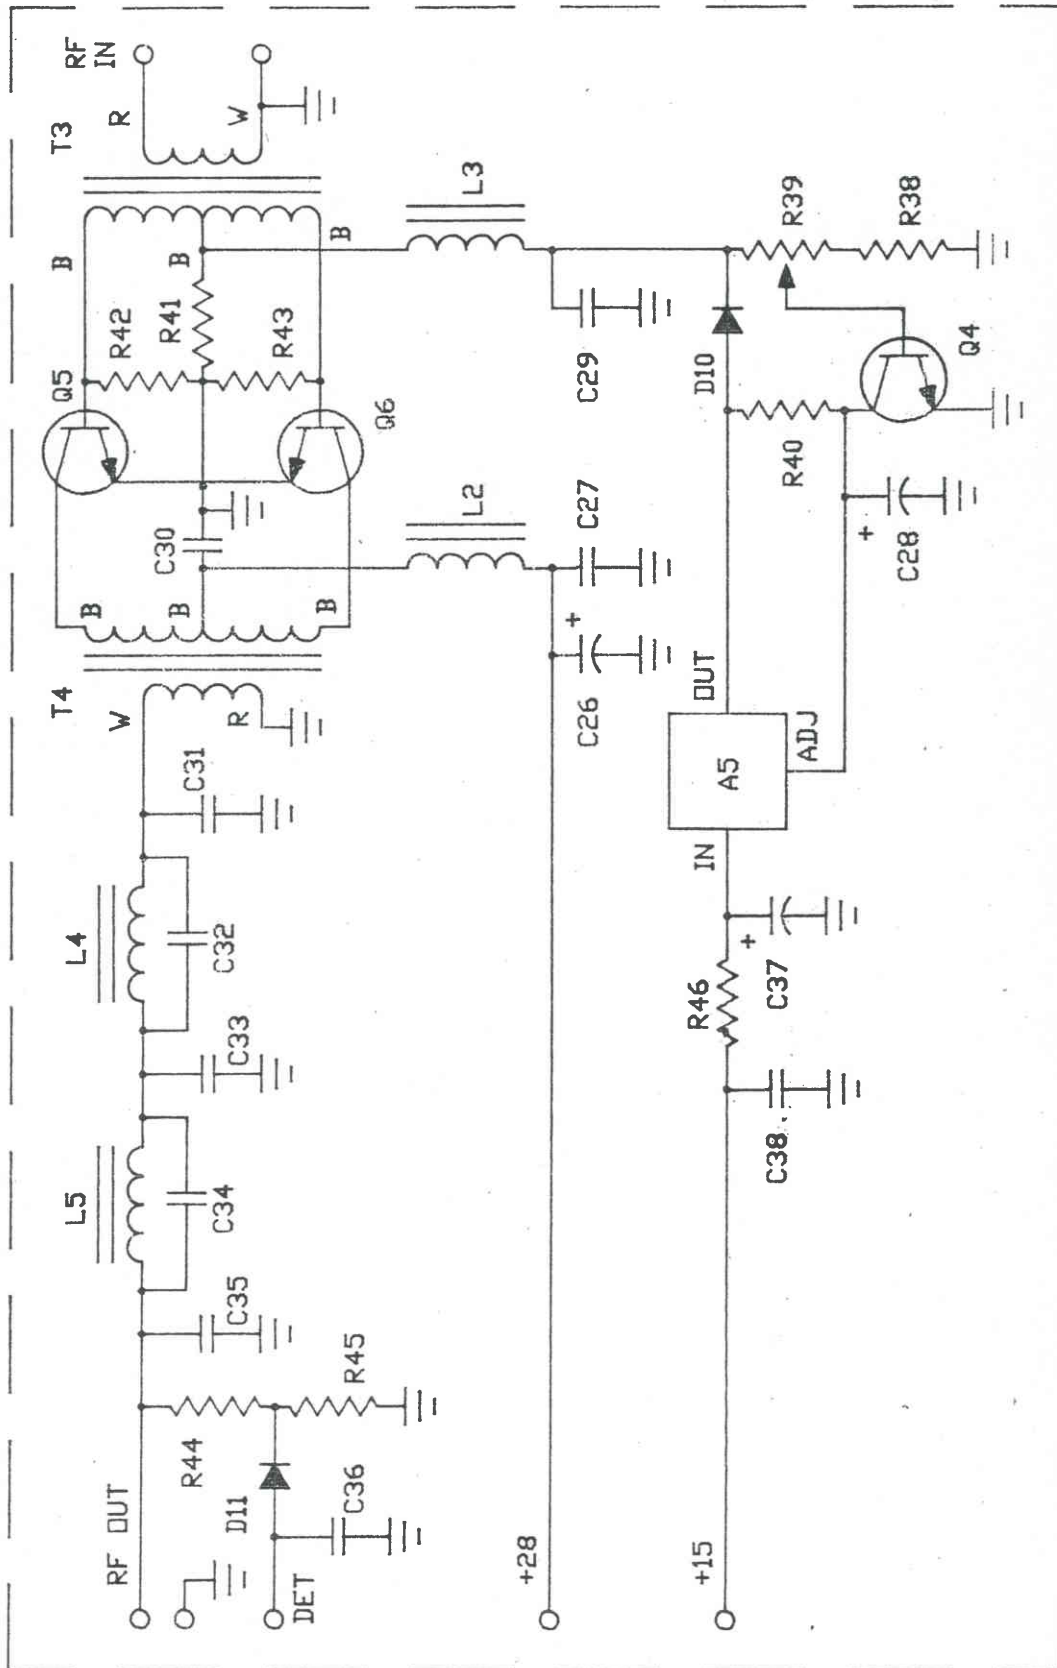 RF IN
R
W
T3
B
B
B
R42
R41
R43
Q5
Q6
L3
C29
R39
R38
D10
Q4
R40
+
C28
C30
L2
C27
+
C26
B
B
B
T4
W
R
C31
OUT
A5
ADJ
IN
L4
C32
C33
+
C37
R46
C38
L5
C34
C35
R44
R45
D11
C36
RF OUT
DET
+28
+15